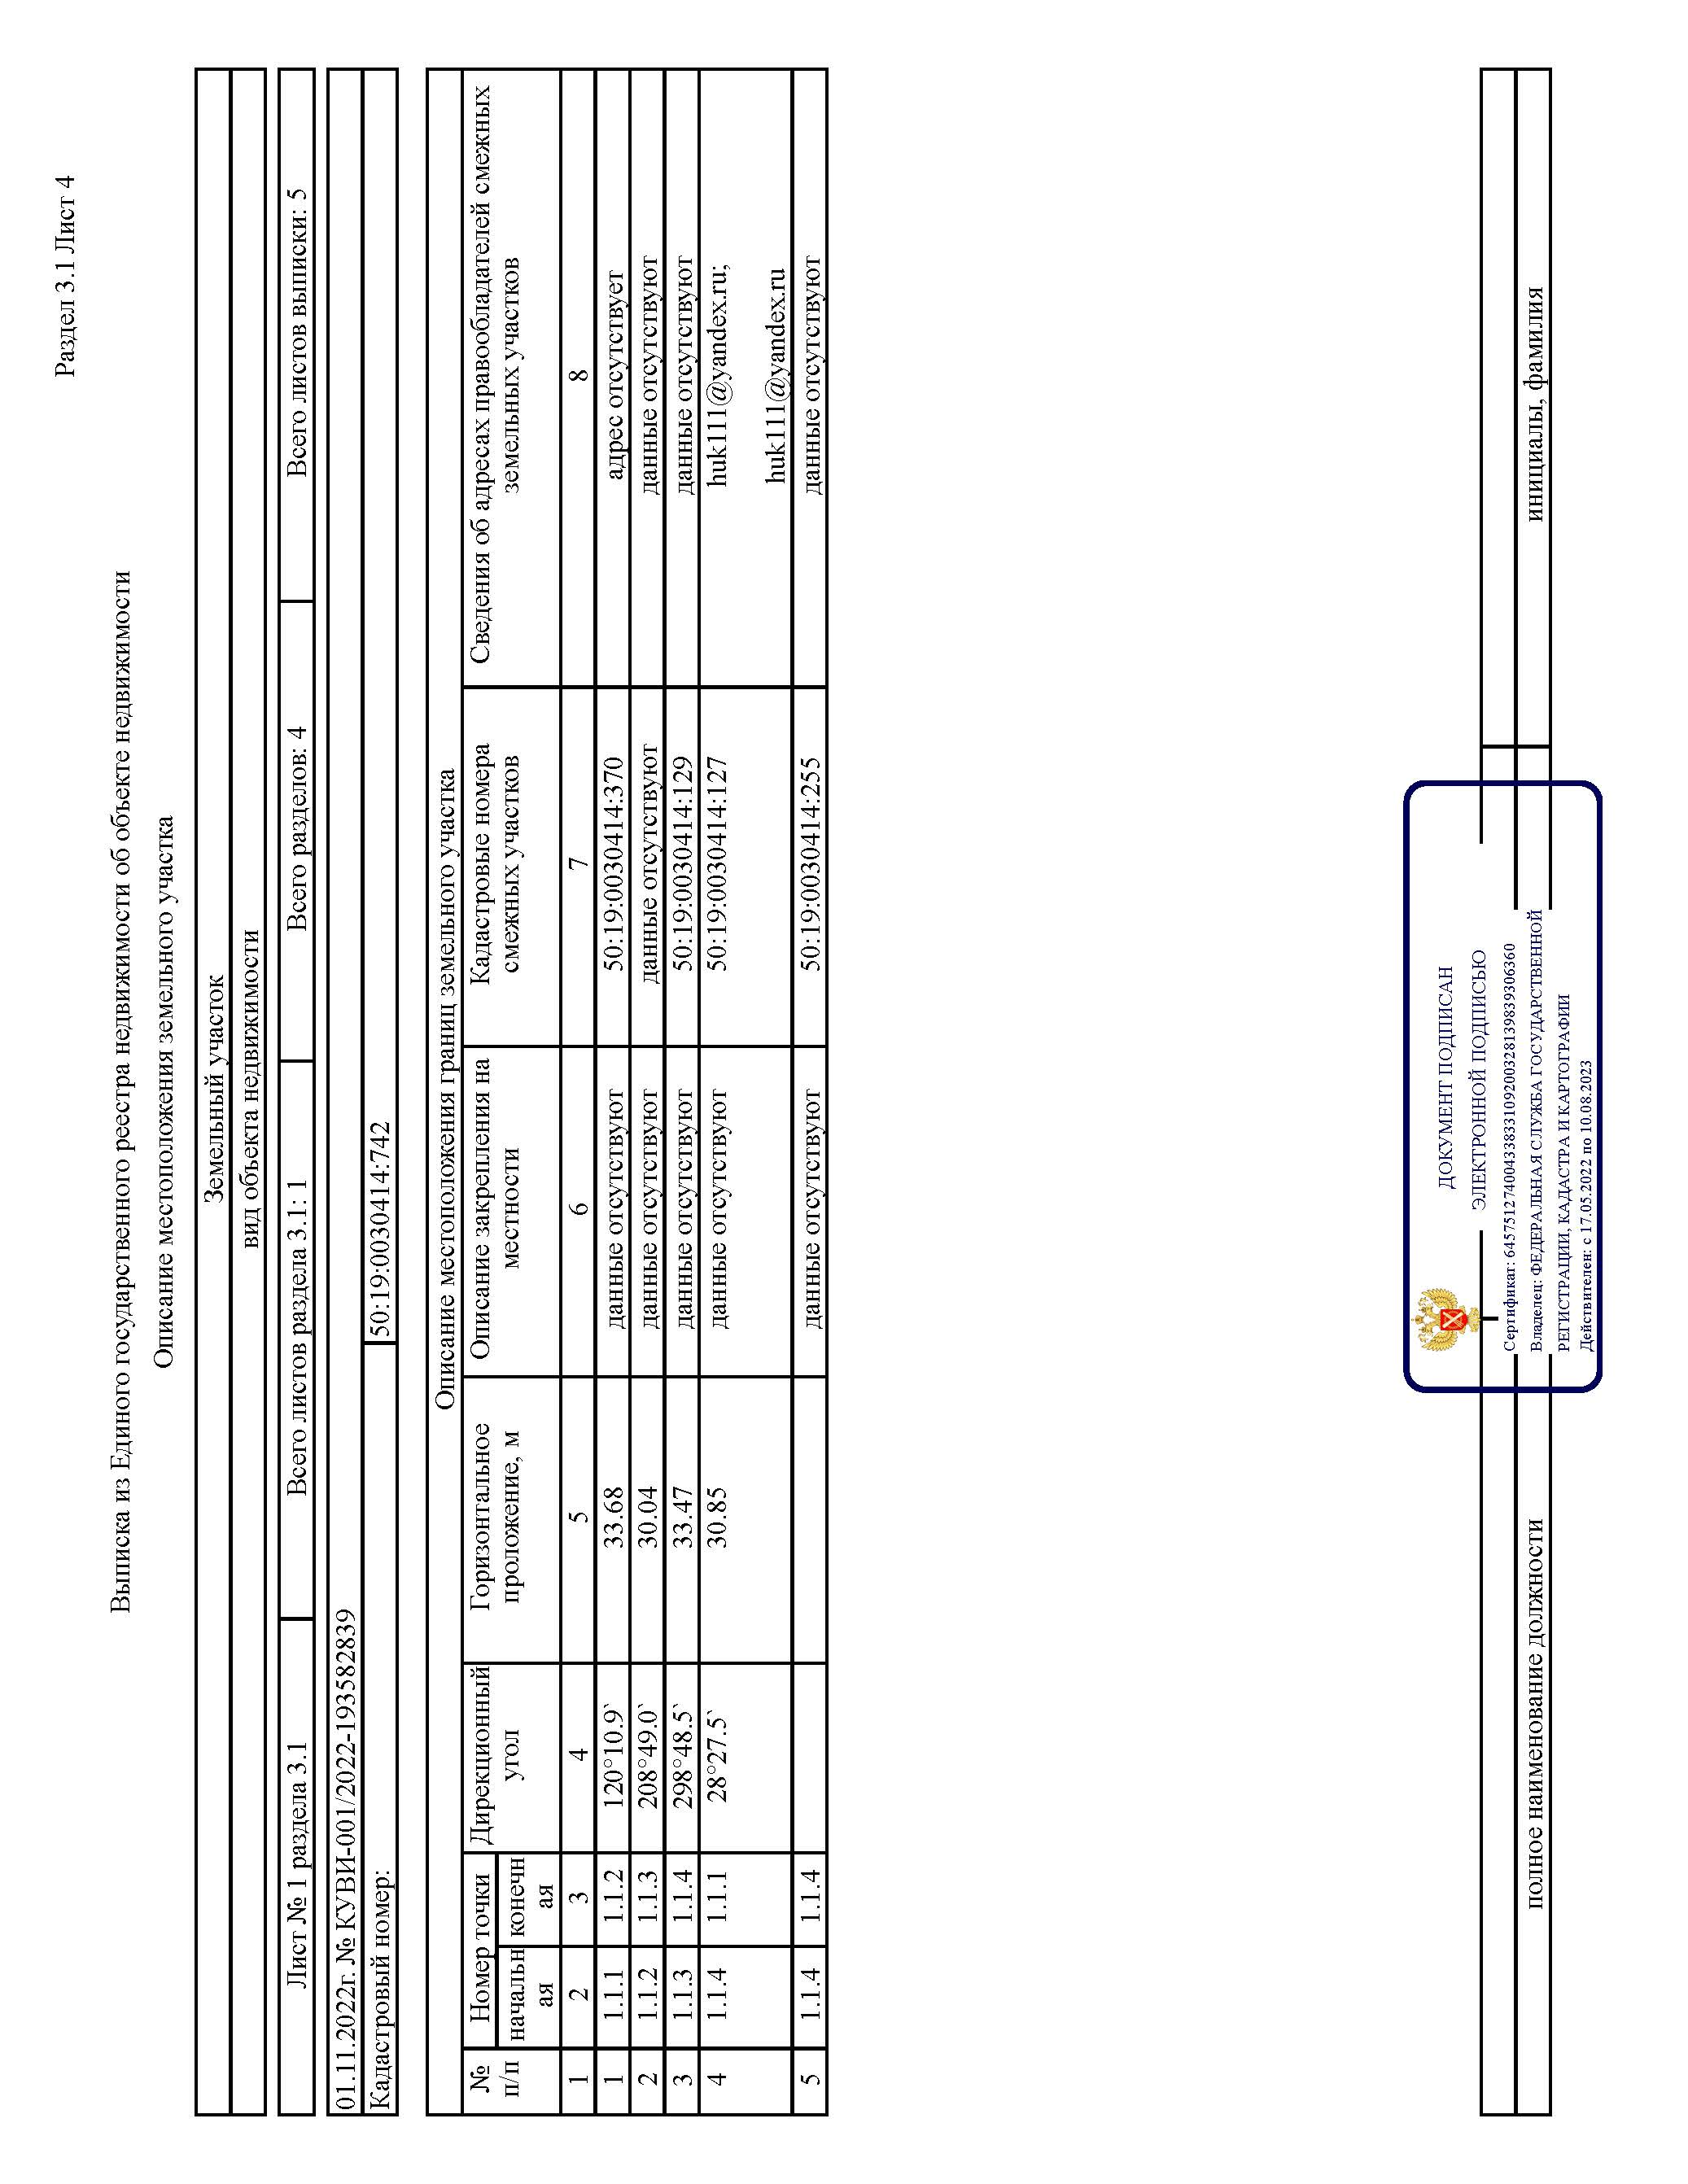 Раздел 3.1 Лист 4
Выписка из Единого государственного реестра недвижимости об объекте недвижимости
Описание местоположения земельного участка
Земельный участок
вид объекта недвижимости
Лист № 1 раздела 3.1 Всего листов раздела 3.1: 1 Всего разделов: 4 Всего листов выписки: 5
01.11.2022г. № КУВИ-001/2022-193582839
Кадастровый номер: 50:19:0030414:742
Описание местоположения границ земельного участка
№ п/п Номер точки Дирекционный угол Горизонтальное проложение, м Описание закрепления на местности Кадастровые номера смежных участков Сведения об адресах правообладателей смежных земельных участков
начальн ая конечн ая
1 2 3 4 5 6 7 8
1 1.1.1 1.1.2 120°10.9` 33.68 данные отсутствуют 50:19:0030414:370 адрес отсутствует
2 1.1.2 1.1.3 208°49.0` 30.04 данные отсутствуют данные отсутствуют данные отсутствуют
3 1.1.3 1.1.4 298°48.5` 33.47 данные отсутствуют 50:19:0030414:129 данные отсутствуют
4 1.1.4 1.1.1 28°27.5` 30.85 данные отсутствуют 50:19:0030414:127 huk111@yandex.ru;
huk111@yandex.ru
5 1.1.4 1.1.4 данные отсутствуют 50:19:0030414:255 данные отсутствуют
ДОКУМЕНТ ПОДПИСАН
ЭЛЕКТРОННОЙ ПОДПИСЬЮ
Сертификат: 64575127400433833109200328139839306360
Владелец: ФЕДЕРАЛЬНАЯ СЛУЖБА ГОСУДАРСТВЕННОЙ
РЕГИСТРАЦИИ, КАДАСТРА И КАРТОГРАФИИ
Действителен: с 17.05.2022 по 10.08.2023
полное наименование должности инициалы, фамилия